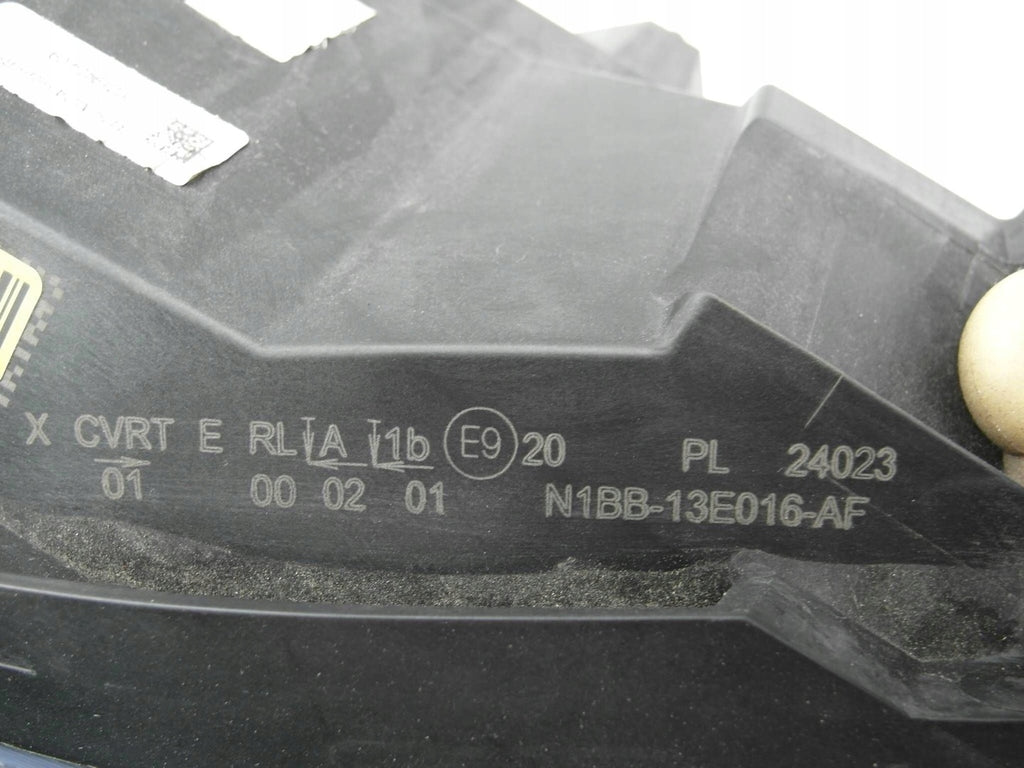 X CVRT E RL A 1b E9 20 PL 24023
01 00 02 01 N1BB-13E016-AF